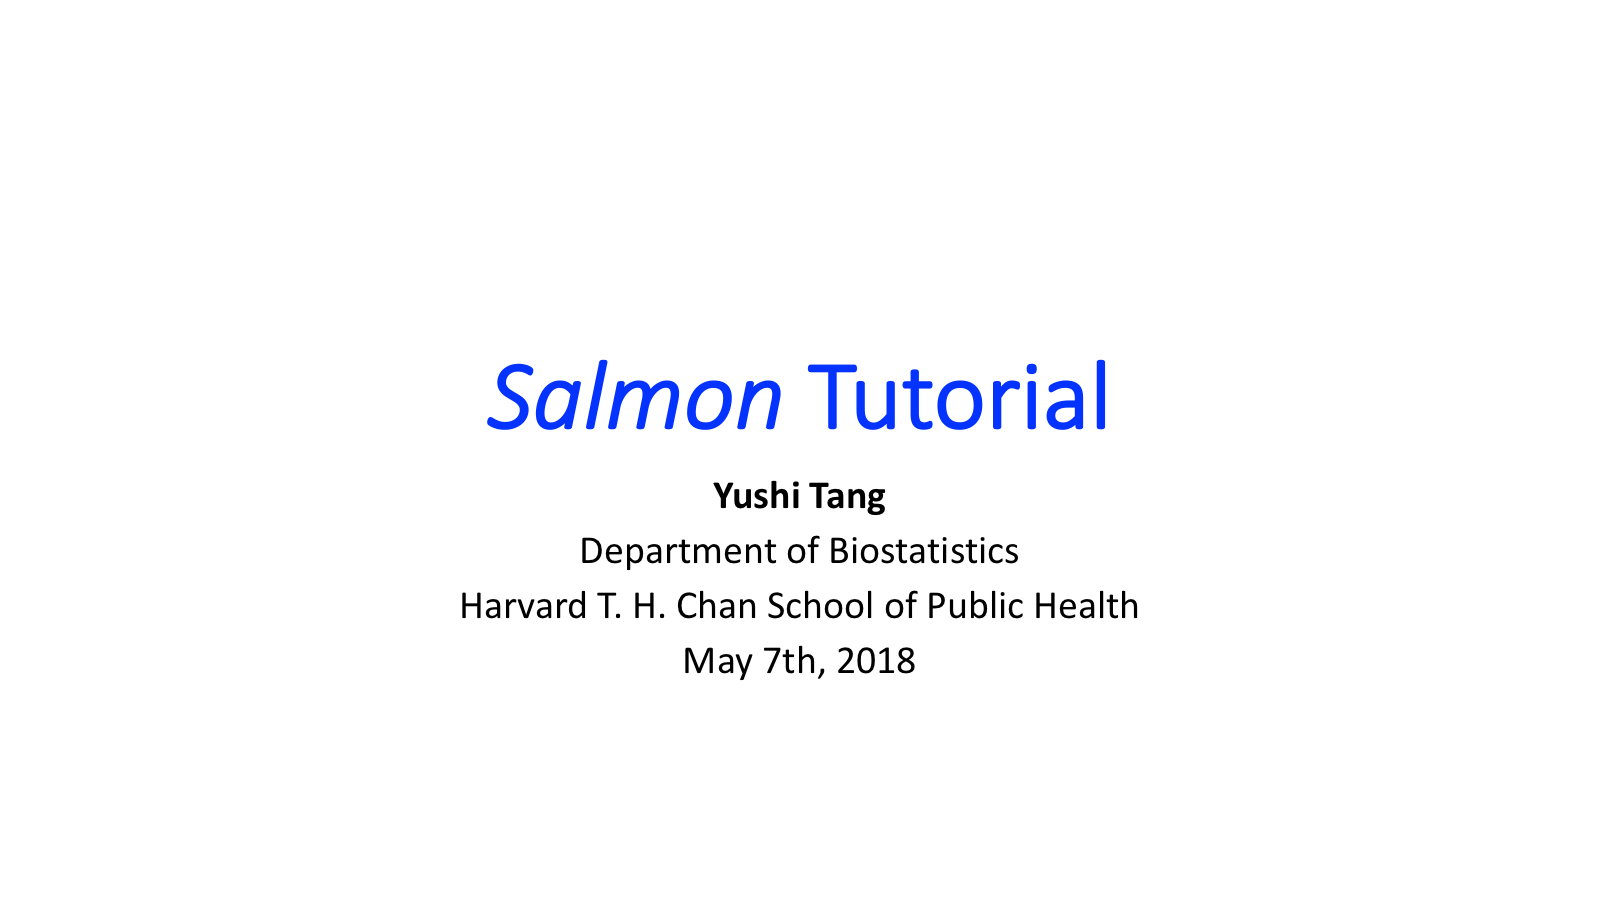 Salmon Tutorial
Yushi Tang
Department of Biostatistics
Harvard T. H. Chan School of Public Health
May 7th, 2018